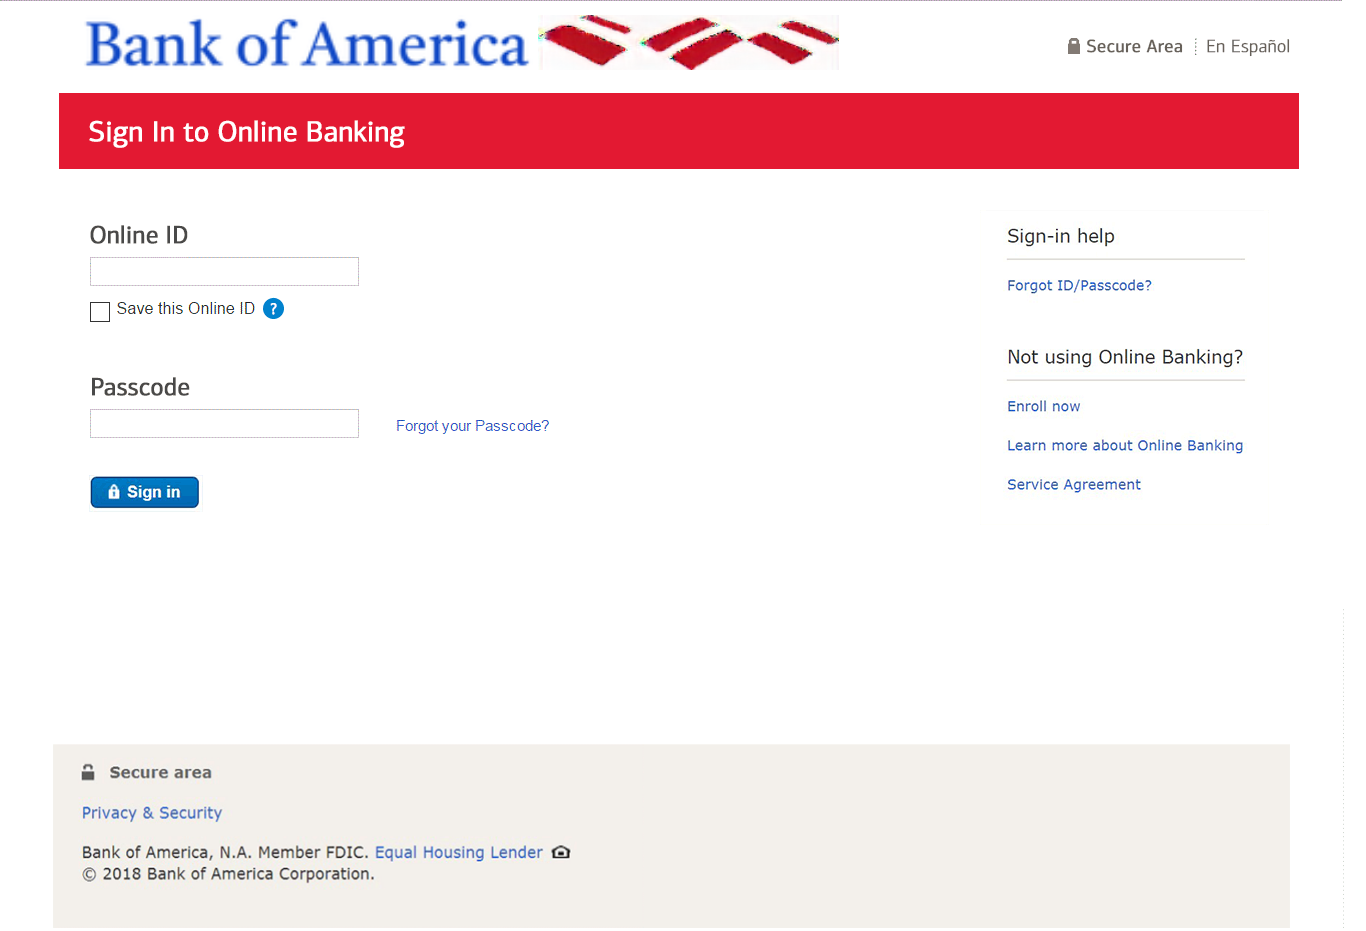 Bank of America
Secure Area
En Español
Sign In to Online Banking
Online ID
Save this Online ID ?
Passcode
Forgot your Passcode?
Sign in
Sign-in help
Forgot ID/Passcode?
Not using Online Banking?
Enroll now
Learn more about Online Banking
Service Agreement
Secure area
Privacy & Security
Bank of America, N.A. Member FDIC. Equal Housing Lender
© 2018 Bank of America Corporation.